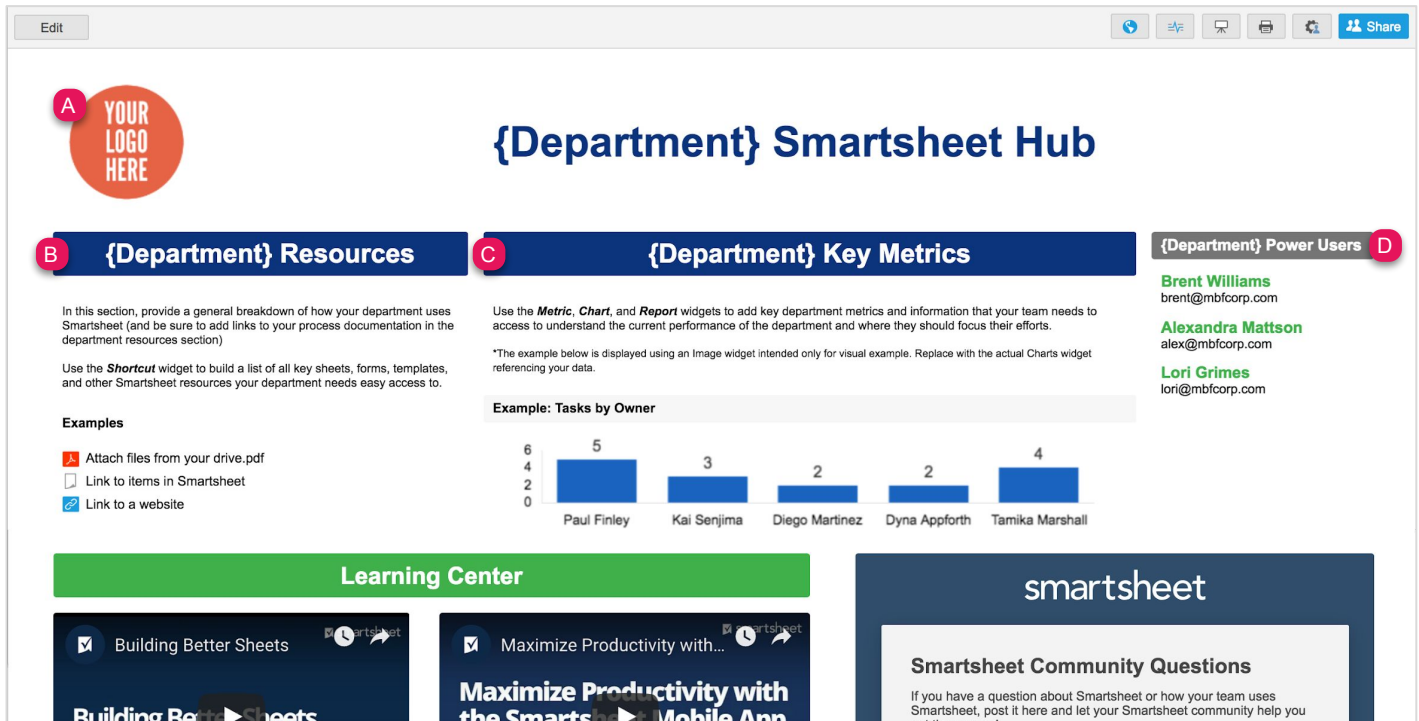 Edit
Share
A
YOUR
LOGO
HERE
{Department} Smartsheet Hub
B
{Department} Resources
In this section, provide a general breakdown of how your department uses
Smartsheet (and be sure to add links to your process documentation in the
department resources section)
Use the Shortcut widget to build a list of all key sheets, forms, templates,
and other Smartsheet resources your department needs easy access to.
Examples
Attach files from your drive.pdf
Link to items in Smartsheet
Link to a website
C
{Department} Key Metrics
Use the Metric, Chart, and Report widgets to add key department metrics and information that your team needs to
access to understand the current performance of the department and where they should focus their efforts.
*The example below is displayed using an Image widget intended only for visual example. Replace with the actual Charts widget
referencing your data.
Example: Tasks by Owner
6
4
2
0
5
3
2
2
4
Paul Finley
Kai Senjima
Diego Martinez
Dyna Appforth
Tamika Marshall
{Department} Power Users
D
Brent Williams
brent@mbfcorp.com
Alexandra Mattson
alex@mbfcorp.com
Lori Grimes
lori@mbfcorp.com
Learning Center
Building Better Sheets
Maximize Productivity with...
Maximize Productivity with
smartsheet
Smartsheet Community Questions
If you have a question about Smartsheet or how your team uses
Smartsheet, post it here and let your Smartsheet community help you